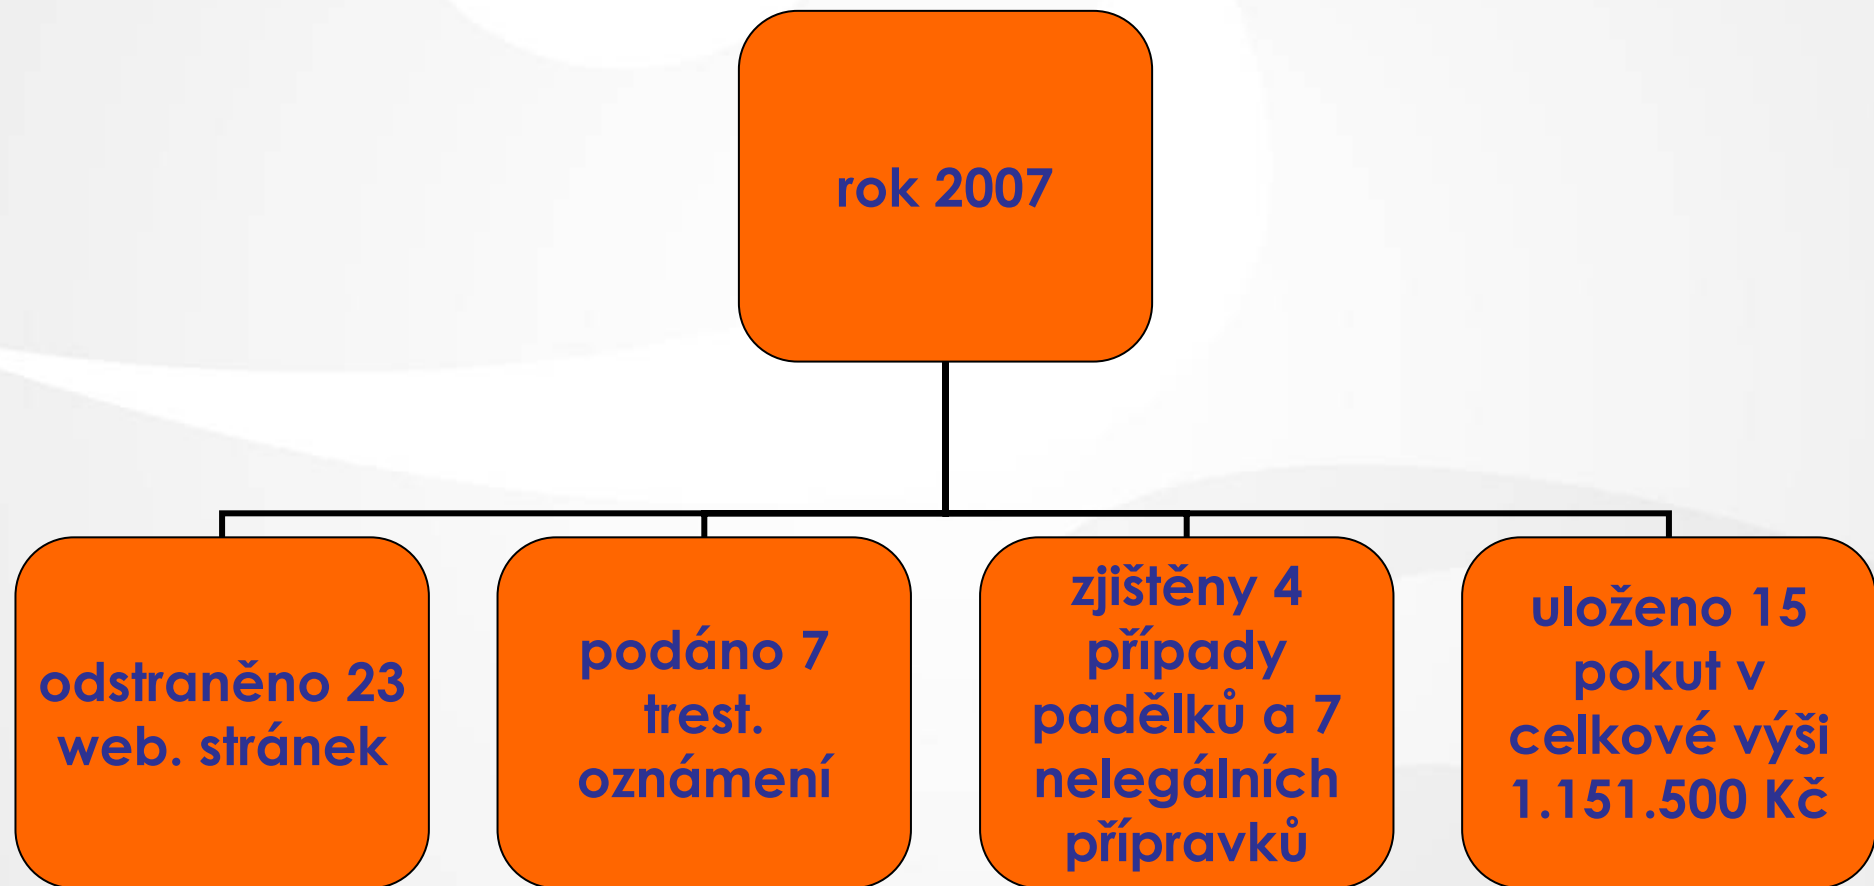 rok 2007
odstraněno 23
web. stránek
podáno 7
trest.
oznámení
zjištěny 4
případy
padělků a 7
nelegálních
přípravků
uloženo 15
pokut v
celkové výši
1.151.500 Kč